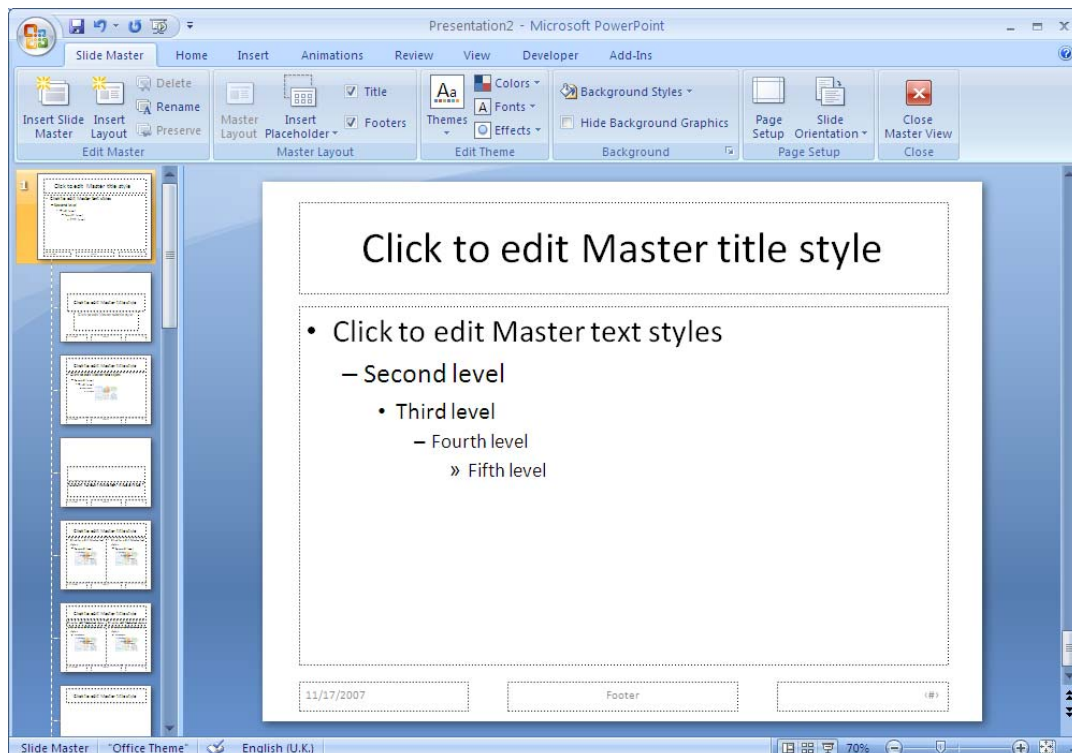 Presentation2 - Microsoft PowerPoint
Slide Master Home Insert Animations Review View Developer Add-Ins
Insert Slide Master
Insert Layout
Delete
Rename
Preserve
Edit Master
Master Layout
Insert Placeholder
Title
Footers
Master Layout
Aa
Themes
Colors
A Fonts
Effects
Edit Theme
Background Styles
Hide Background Graphics
Background
Page Setup
Slide Orientation
Page Setup
Close Master View
Close
1
Click to edit Master title style
• Click to edit Master text styles
– Second level
• Third level
– Fourth level
» Fifth level
11/17/2007 Footer ‹#›
Slide Master "Office Theme" English (U.K.) 70%